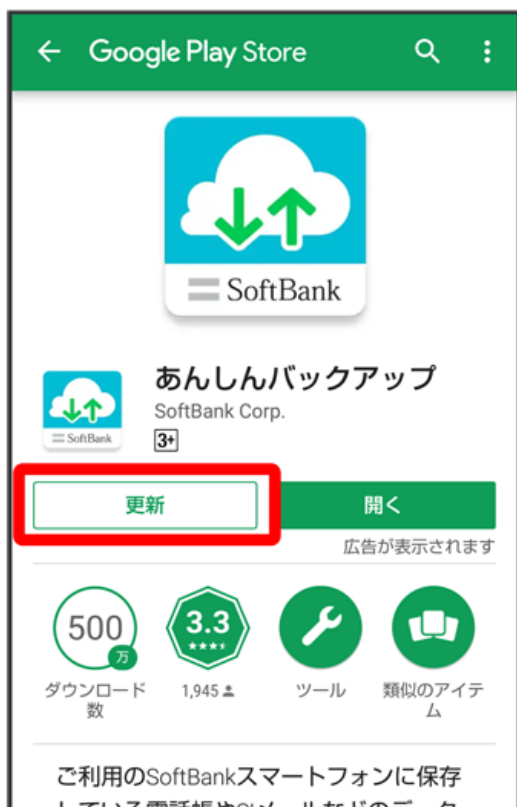 Google Play Store
SoftBank
あんしんバックアップ
SoftBank Corp.
SoftBank
3+
更新
開く
広告が表示されます
500
万
3.3
ダウンロード
数
1,945
ツール
類似のアイテ
ム
ご利用のSoftBankスマートフォンに保存